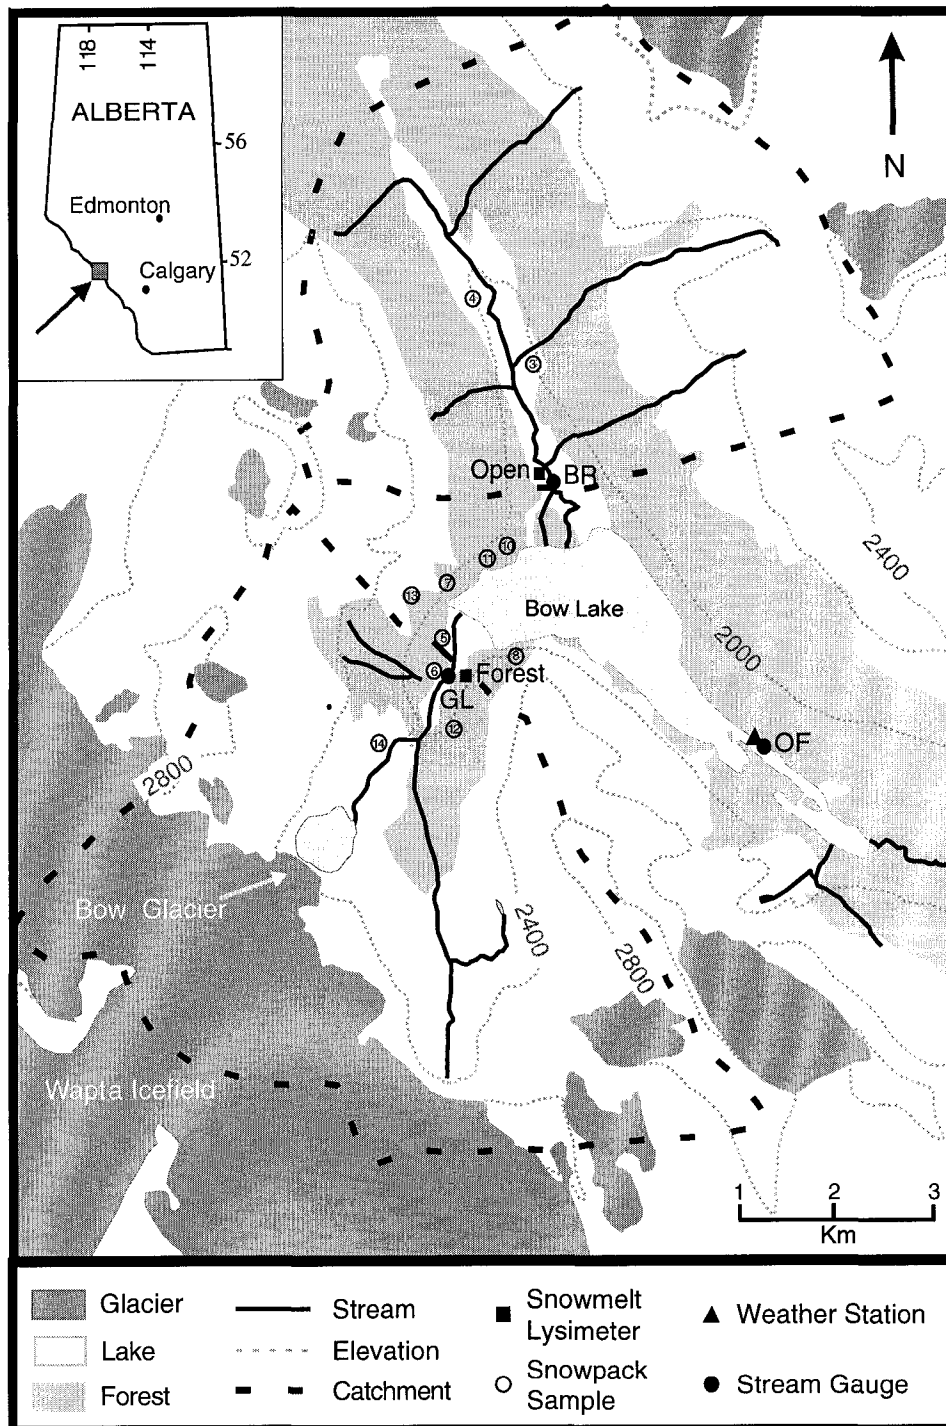 118
114
ALBERTA
56
Edmonton
Calgary
52
N
4
3
Open
BR
10
11
7
13
Bow Lake
2400
2000
5
8
6
Forest
GL
12
14
OF
2800
Bow Glacier
2400
2800
Wapta Icefield
1 2 3
Km
Glacier
Stream
Snowmelt
Lysimeter
Weather Station
Lake
Elevation
Forest
Catchment
Snowpack
Sample
Stream Gauge